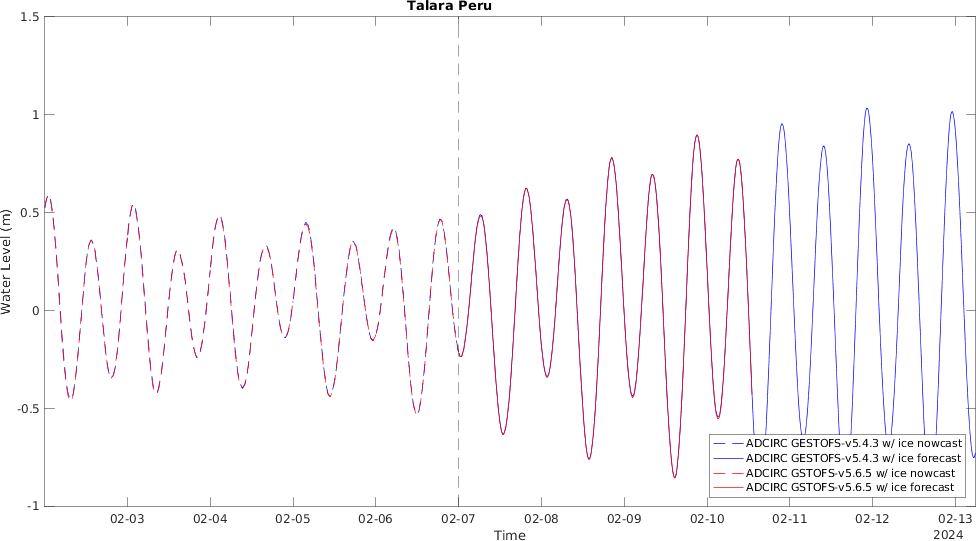 Talara Peru
1.5
1
0.5
0
-0.5
-1
Water Level (m)
ADCIRC GESTOFS-v5.4.3 w/ ice nowcast
ADCIRC GESTOFS-v5.4.3 w/ ice forecast
ADCIRC GSTOFS-v5.6.5 w/ ice nowcast
ADCIRC GSTOFS-v5.6.5 w/ ice forecast
02-03 02-04 02-05 02-06 02-07 02-08 02-09 02-10 02-11 02-12 02-13
Time
2024